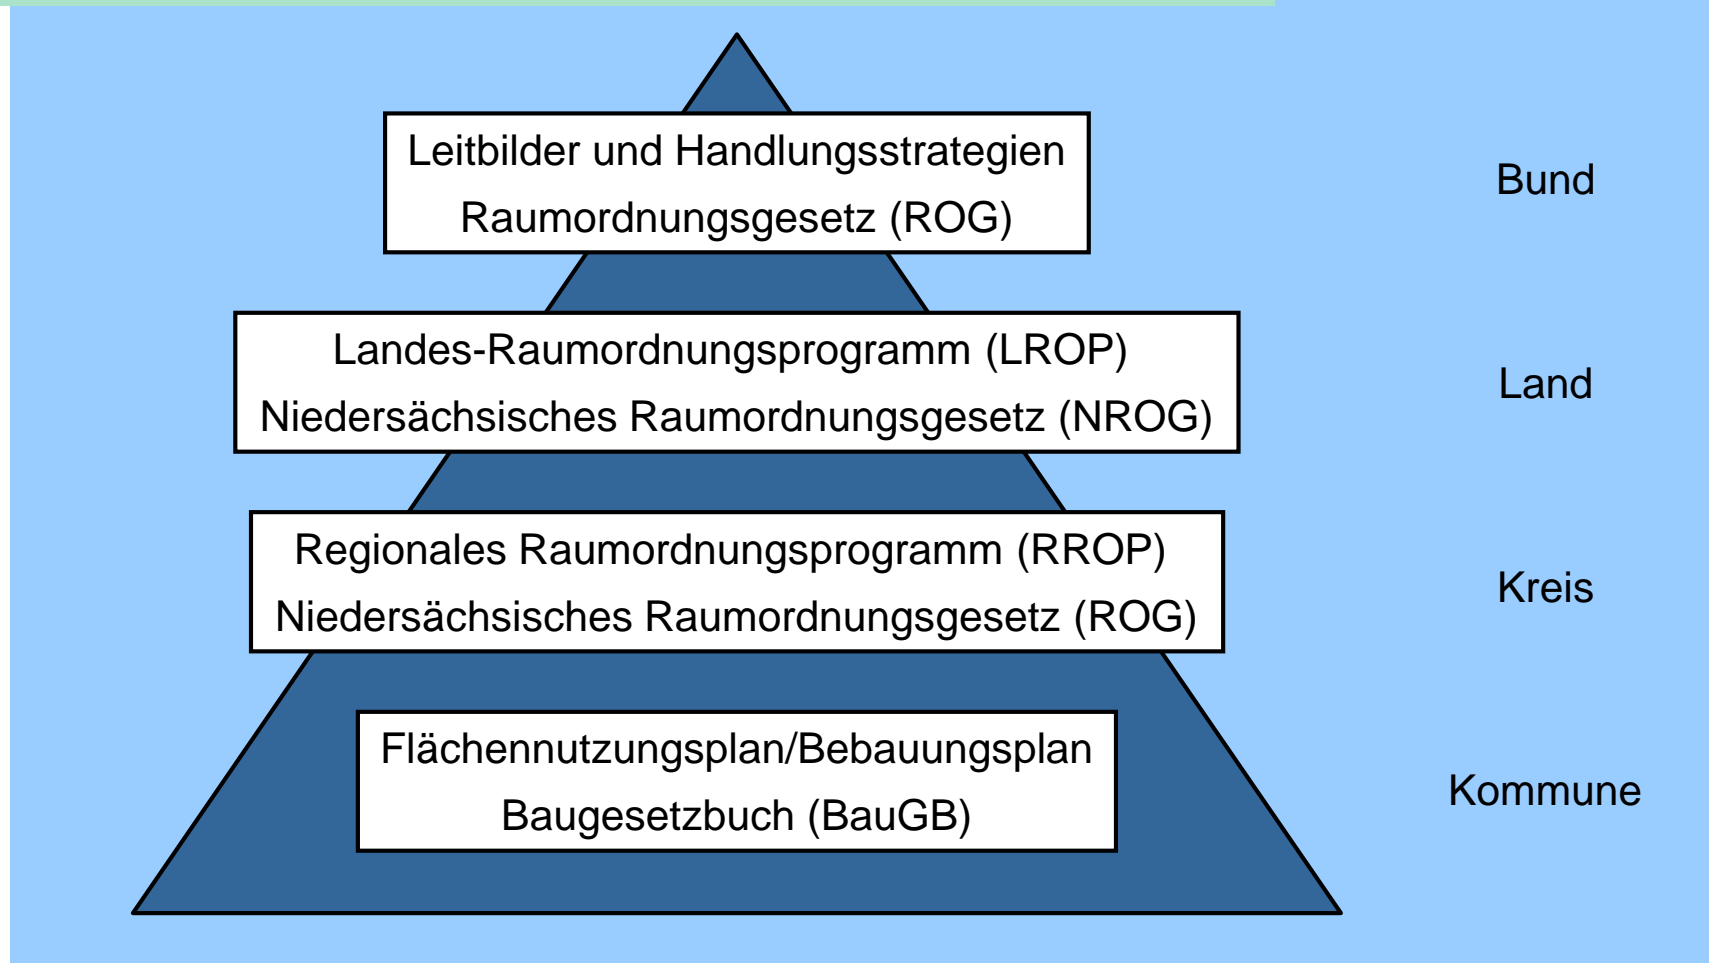 Leitbilder und Handlungsstrategien
Raumordnungsgesetz (ROG)
Bund
Landes-Raumordnungsprogramm (LROP)
Niedersächsisches Raumordnungsgesetz (NROG)
Land
Regionales Raumordnungsprogramm (RROP)
Niedersächsisches Raumordnungsgesetz (ROG)
Kreis
Flächennutzungsplan/Bebauungsplan
Baugesetzbuch (BauGB)
Kommune